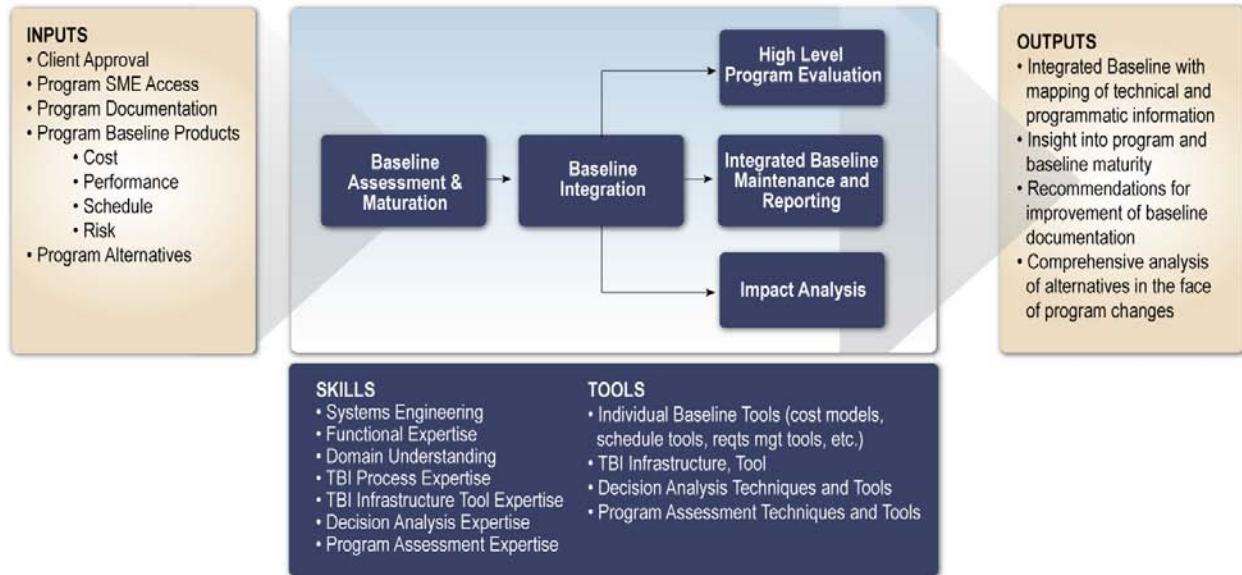 INPUTS
• Client Approval
• Program SME Access
• Program Documentation
• Program Baseline Products
• Cost
• Performance
• Schedule
• Risk
• Program Alternatives
Baseline
Assessment &
Maturation
Baseline
Integration
High Level
Program Evaluation
Integrated Baseline
Maintenance and
Reporting
Impact Analysis
OUTPUTS
• Integrated Baseline with
mapping of technical and
programmatic information
• Insight into program and
baseline maturity
• Recommendations for
improvement of baseline
documentation
• Comprehensive analysis
of alternatives in the face
of program changes
SKILLS
• Systems Engineering
• Functional Expertise
• Domain Understanding
• TBI Process Expertise
• TBI Infrastructure Tool Expertise
• Decision Analysis Expertise
• Program Assessment Expertise
TOOLS
• Individual Baseline Tools (cost models,
schedule tools, reqts mgt tools, etc.)
• TBI Infrastructure, Tool
• Decision Analysis Techniques and Tools
• Program Assessment Techniques and Tools